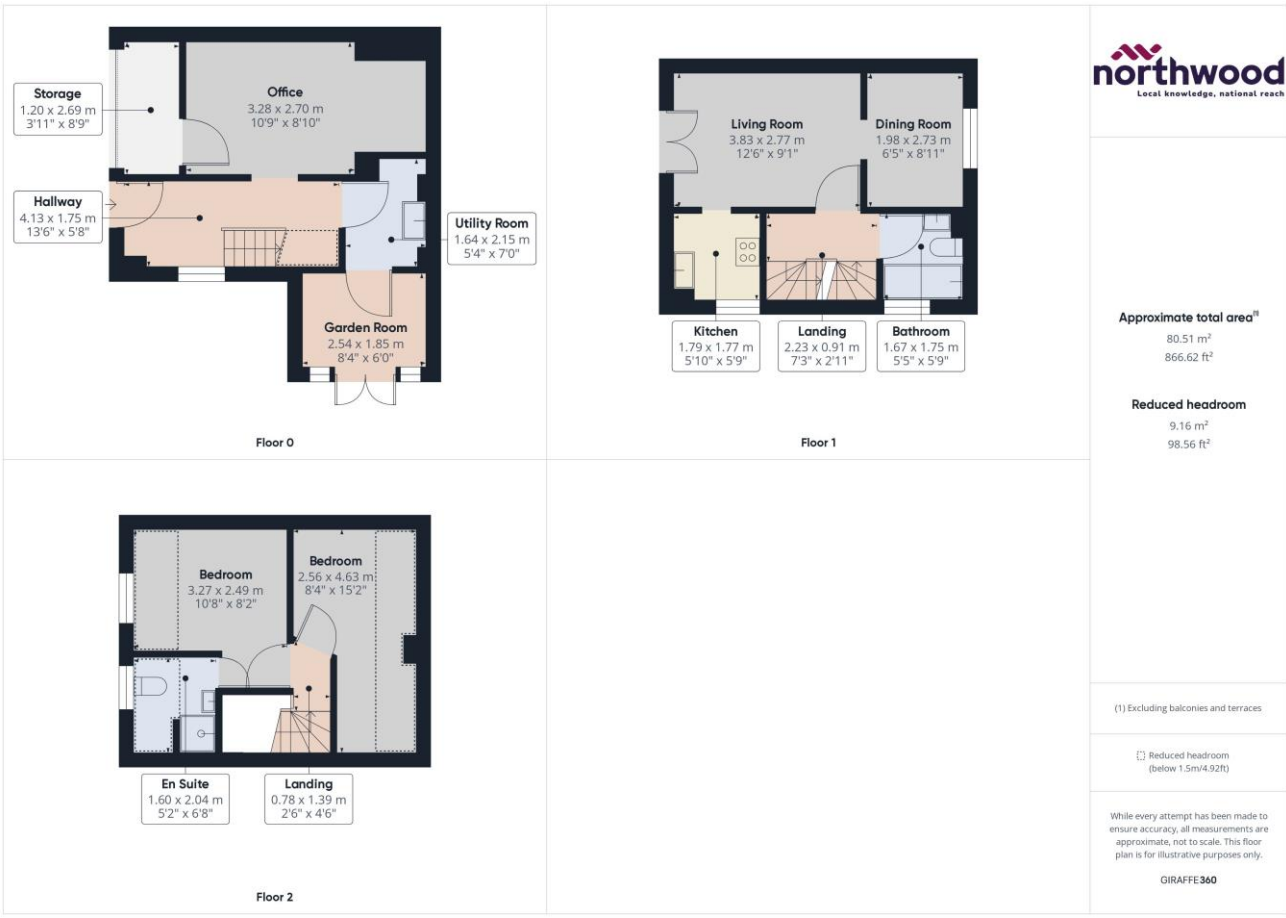 Storage
1.20 x 2.69 m
3'11" x 8'9"
Office
3.28 x 2.70 m
10'9" x 8'10"
Hallway
4.13 x 1.75 m
13'6" x 5'8"
Utility Room
1.64 x 2.15 m
5'4" x 7'0"
Garden Room
2.54 x 1.85 m
8'4" x 6'0"
Floor 0
Living Room
3.83 x 2.77 m
12'6" x 9'1"
Dining Room
1.98 x 2.73 m
6'5" x 8'11"
Kitchen
1.79 x 1.77 m
5'10" x 5'9"
Landing
2.23 x 0.91 m
7'3" x 2'11"
Bathroom
1.67 x 1.75 m
5'5" x 5'9"
Floor 1
Bedroom
3.27 x 2.49 m
10'8" x 8'2"
Bedroom
2.56 x 4.63 m
8'4" x 15'2"
En Suite
1.60 x 2.04 m
5'2" x 6'8"
Landing
0.78 x 1.39 m
2'6" x 4'6"
Floor 2
northwood
Local knowledge, national reach
Approximate total area(1)
80.51 m²
866.62 ft²
Reduced headroom
9.16 m²
98.56 ft²
(1) Excluding balconies and terraces
Reduced headroom
(below 1.5m/4.92ft)
While every attempt has been made to
ensure accuracy, all measurements are
approximate, not to scale. This floor
plan is for illustrative purposes only.
GIRAFFE360